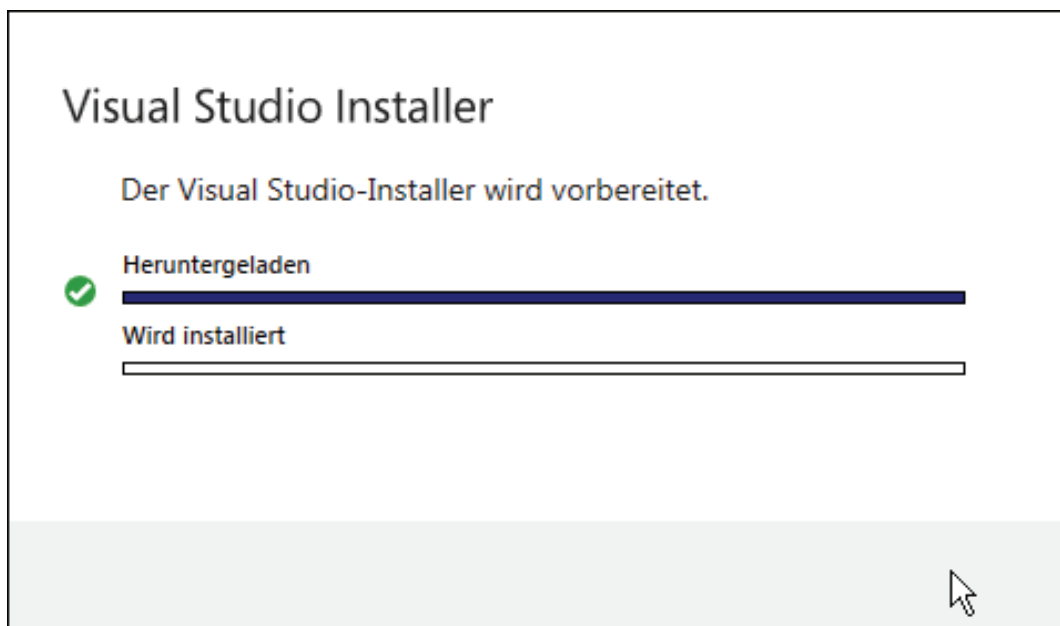 Visual Studio Installer
Der Visual Studio-Installer wird vorbereitet.
Heruntergeladen
Wird installiert